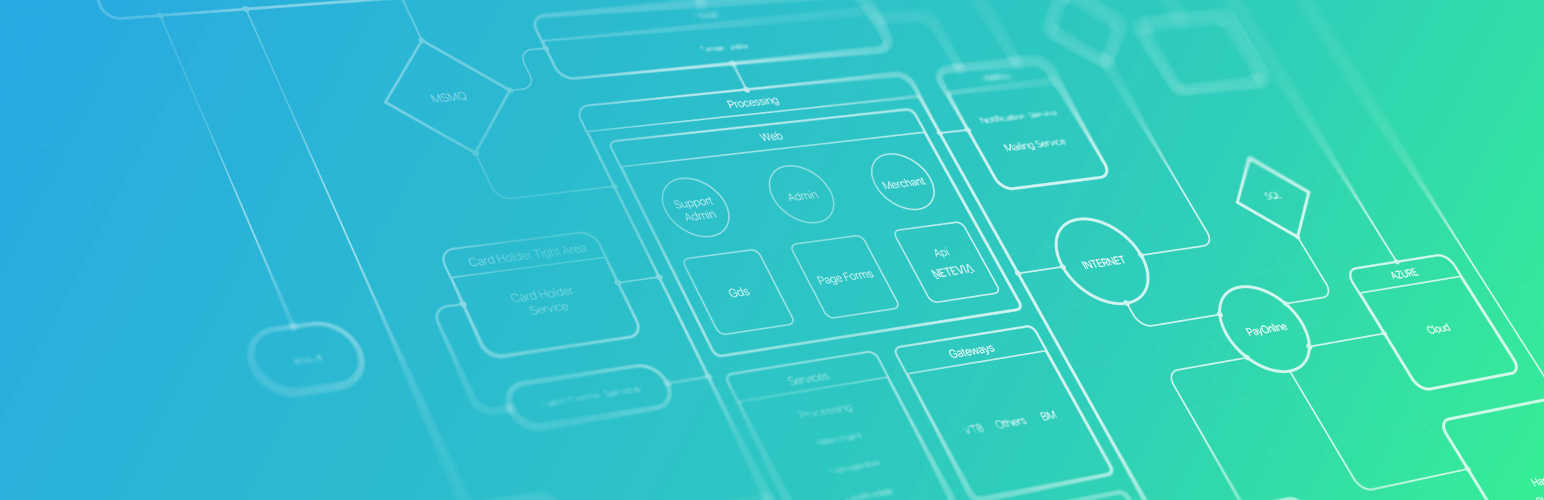 MSMQ
Processing
Web
Support
Admin
Admin
Merchant
Gds
Page Forms
Api
NETEVIA
Card Holder Tight Area
Card Holder
Service
Notification Service
Mailing Service
INTERNET
SQL
PayOnline
AZURE
Cloud
Gateways
VTB Others BM
Services
Processing